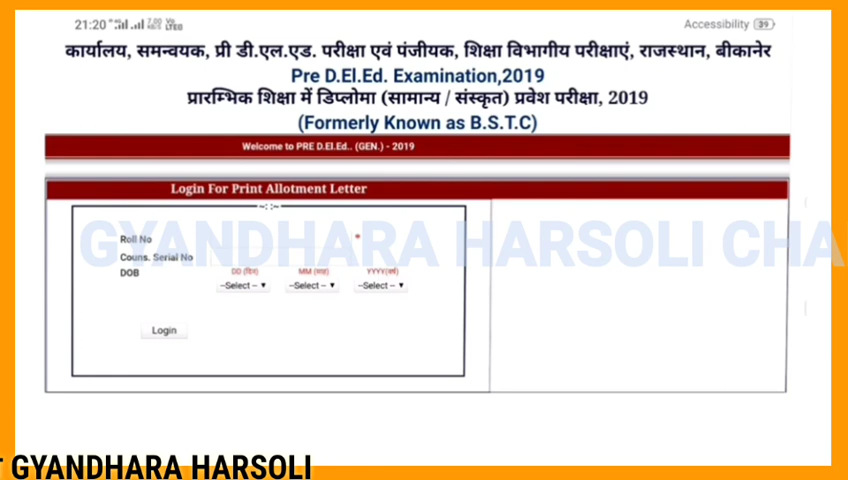 21:20
Accessibility 39
कार्यालय, समन्वयक, प्री डी.एल.एड. परीक्षा एवं पंजीयक, शिक्षा विभागीय परीक्षाएं, राजस्थान, बीकानेर
Pre D.El.Ed. Examination,2019
प्रारम्भिक शिक्षा में डिप्लोमा (सामान्य / संस्कृत) प्रवेश परीक्षा, 2019
(Formerly Known as B.S.T.C)
Welcome to PRE D.El.Ed.. (GEN.) - 2019
Login For Print Allotment Letter
GYANDHARA HARSOLI CHA
Roll No *
Couns. Serial No
DOB DD (दिन) MM (माह) YYYY(वर्ष)
--Select -- --Select -- --Select --
Login
GYANDHARA HARSOLI